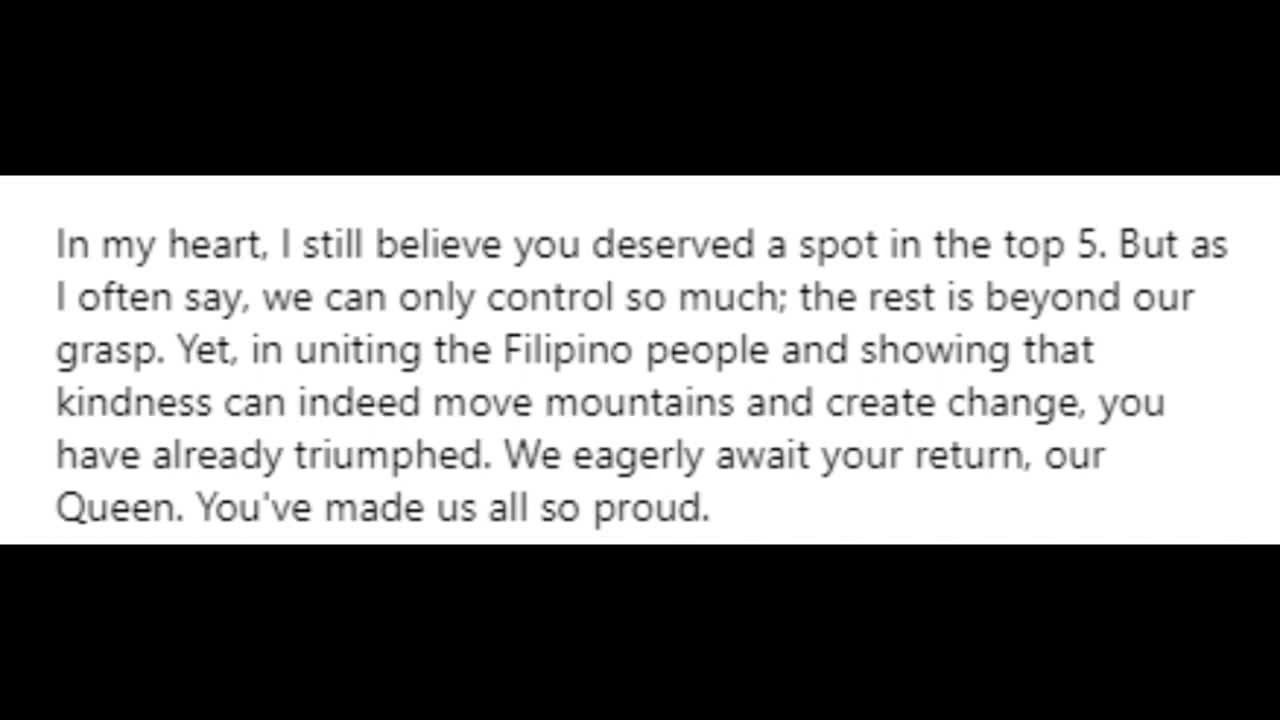 In my heart, I still believe you deserved a spot in the top 5. But as
I often say, we can only control so much; the rest is beyond our
grasp. Yet, in uniting the Filipino people and showing that
kindness can indeed move mountains and create change, you
have already triumphed. We eagerly await your return, our
Queen. You've made us all so proud.